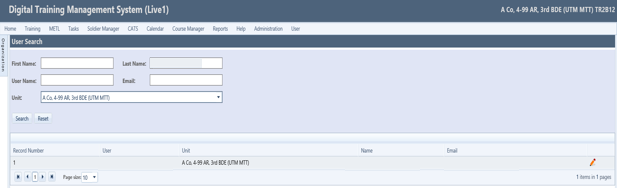 Digital Training Management System (Live1) A Co, 4-99 AR, 3rd BDE (UTM MTT) TR2B12
Home Training METL Tasks Soldier Manager CATS Calendar Course Manager Reports Help Administration User
Organization
User Search
First Name: Last Name:
User Name: Email:
Unit: A Co, 4-99 AR, 3rd BDE (UTM MTT)
Search Reset
Record Number User Unit Name Email
1 A Co, 4-99 AR, 3rd BDE (UTM MTT)
1 Page size: 10 1 items in 1 pages